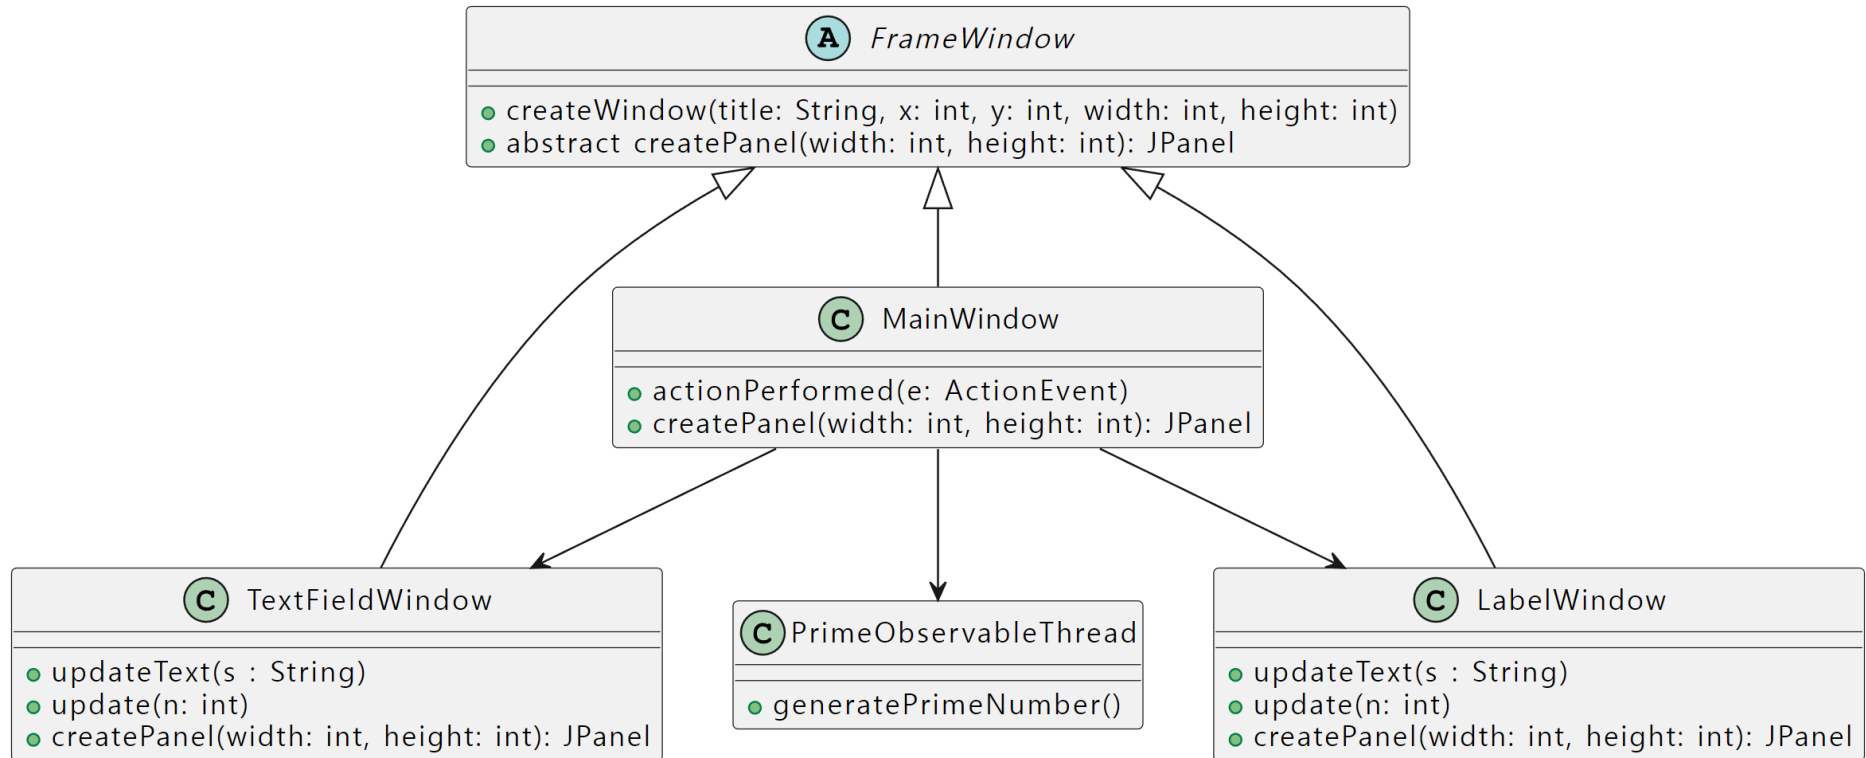 A FrameWindow
createWindow(title: String, x: int, y: int, width: int, height: int)
abstract createPanel(width: int, height: int): JPanel
C MainWindow
actionPerformed(e: ActionEvent)
createPanel(width: int, height: int): JPanel
C TextFieldWindow
updateText(s : String)
update(n: int)
createPanel(width: int, height: int): JPanel
C PrimeObservableThread
generatePrimeNumber()
C LabelWindow
updateText(s : String)
update(n: int)
createPanel(width: int, height: int): JPanel